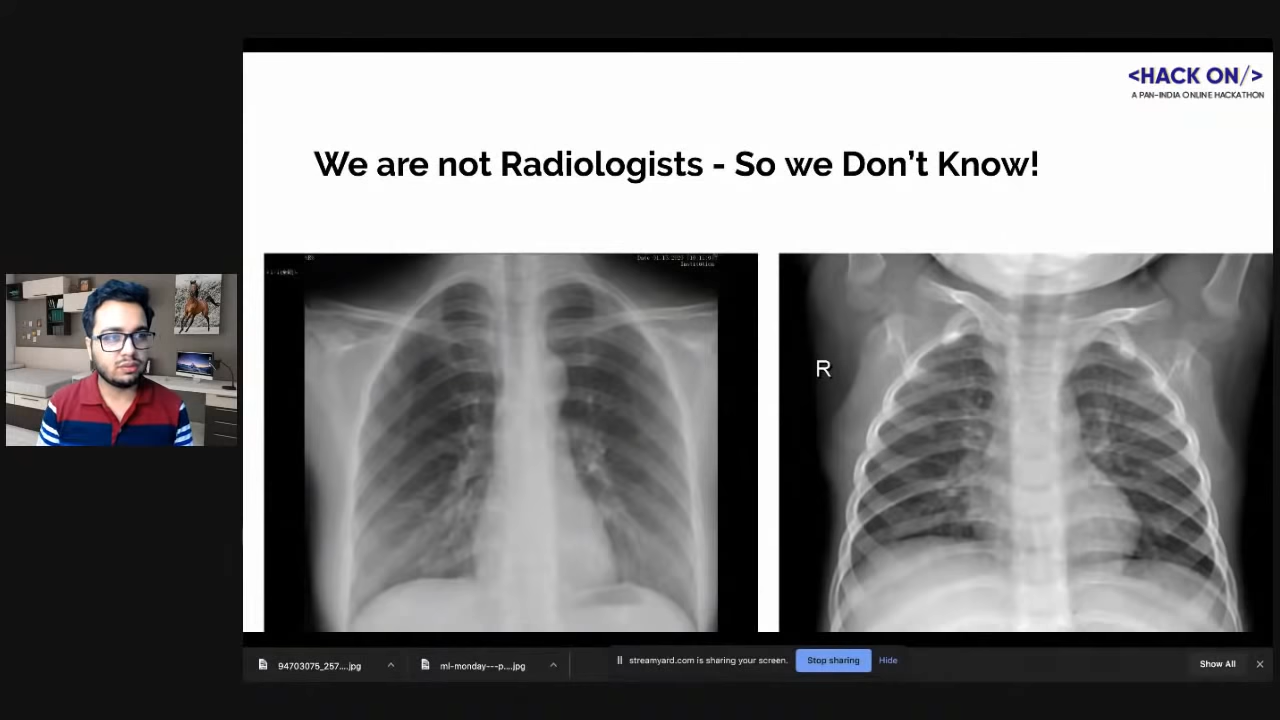 <HACK ON/>
A PAN-INDIA ONLINE HACKATHON
We are not Radiologists - So we Don't Know!
R
94703075_257....jpg
ml-monday---p....jpg
streamyard.com is sharing your screen.
Stop sharing
Hide
Show All